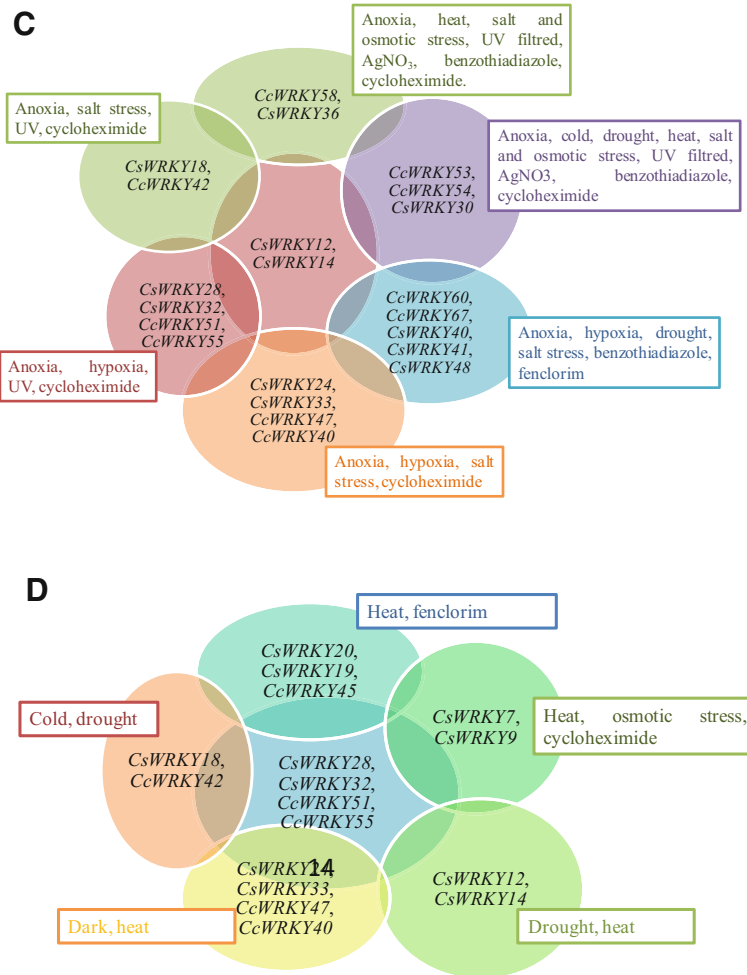 C
Anoxia, heat, salt and
osmotic stress, UV filtred,
AgNO₃, benzothiadiazole,
cycloheximide.
CcWRKY58,
CsWRKY36
Anoxia, salt stress,
UV, cycloheximide
CsWRKY18,
CcWRKY42
Anoxia, cold, drought, heat, salt
and osmotic stress, UV filtred,
AgNO3, benzothiadiazole,
cycloheximide
CcWRKY53,
CcWRKY54,
CsWRKY30
CsWRKY12,
CsWRKY14
CsWRKY28,
CsWRKY32,
CcWRKY51,
CcWRKY55
CcWRKY60,
CcWRKY67,
CsWRKY40,
CsWRKY41,
CsWRKY48
Anoxia, hypoxia, drought,
salt stress, benzothiadiazole,
fenclorim
Anoxia, hypoxia,
UV, cycloheximide
CsWRKY24,
CsWRKY33,
CcWRKY47,
CcWRKY40
Anoxia, hypoxia, salt
stress, cycloheximide
D
Heat, fenclorim
CsWRKY20,
CsWRKY19,
CcWRKY45
Cold, drought
CsWRKY18,
CcWRKY42
CsWRKY7,
CsWRKY9
Heat, osmotic stress,
cycloheximide
CsWRKY28,
CsWRKY32,
CcWRKY51,
CcWRKY55
14
CsWRKY33,
CcWRKY47,
CcWRKY40
CsWRKY12,
CsWRKY14
Dark, heat
Drought, heat